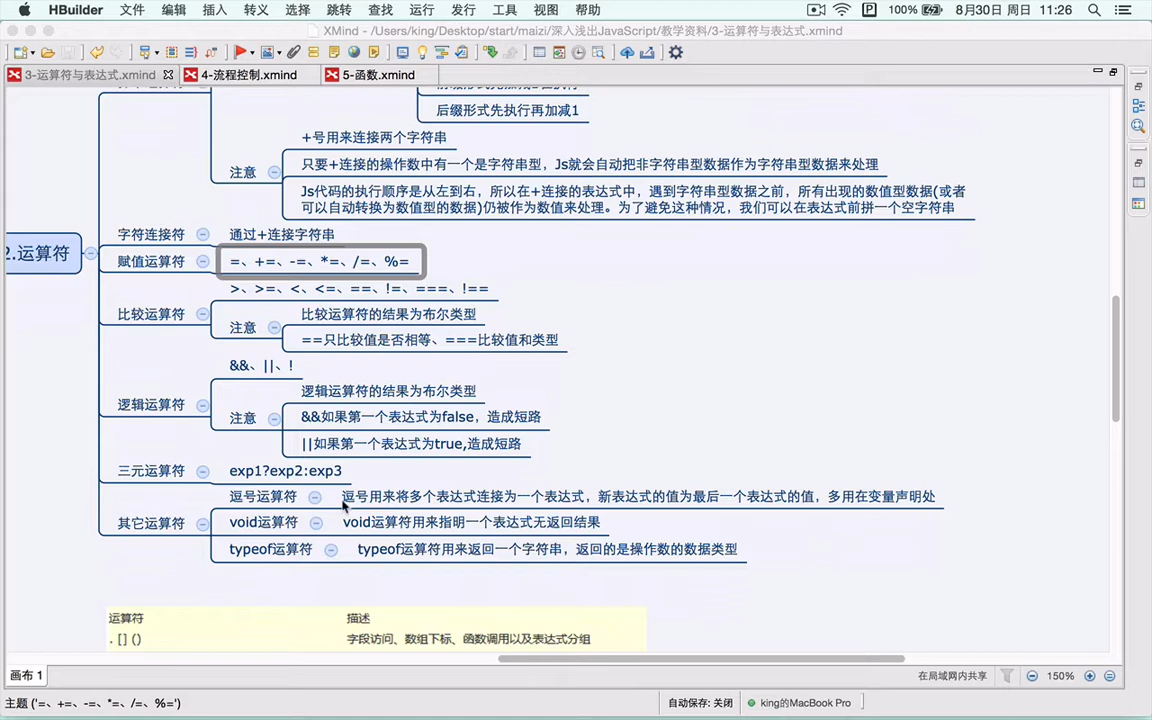 HBuilder 文件 编辑 插入 转义 选择 跳转 查找 运行 发行 工具 视图 帮助 100% 8月30日 周日 11:26
XMind - /Users/king/Desktop/start/maizi/深入浅出JavaScript/教学资料/3-运算符与表达式.xmind
3-运算符与表达式.xmind 4-流程控制.xmind 5-函数.xmind
后缀形式先执行再加减1
+号用来连接两个字符串
注意
只要+连接的操作数中有一个是字符串型，Js就会自动把非字符串型数据作为字符串型数据来处理
Js代码的执行顺序是从左到右，所以在+连接的表达式中，遇到字符串型数据之前，所有出现的数值型数据(或者
可以自动转换为数值型的数据)仍被作为数值来处理。为了避免这种情况，我们可以在表达式前拼一个空字符串
2.运算符
字符连接符 通过+连接字符串
赋值运算符 =、+=、-=、*=、/=、%=
>、>=、<、<=、==、!=、===、!==
比较运算符
比较运算符的结果为布尔类型
注意
==只比较值是否相等、===比较值和类型
&&、||、!
逻辑运算符
逻辑运算符的结果为布尔类型
注意
&&如果第一个表达式为false，造成短路
||如果第一个表达式为true,造成短路
三元运算符 exp1?exp2:exp3
逗号运算符 逗号用来将多个表达式连接为一个表达式，新表达式的值为最后一个表达式的值，多用在变量声明处
其它运算符 void运算符 void运算符用来指明一个表达式无返回结果
typeof运算符 typeof运算符用来返回一个字符串，返回的是操作数的数据类型
运算符 描述
. [] () 字段访问、数组下标、函数调用以及表达式分组
画布 1 在局域网内共享 150%
主题 ('=、+=、-=、*=、/=、%=') 自动保存: 关闭 king的MacBook Pro